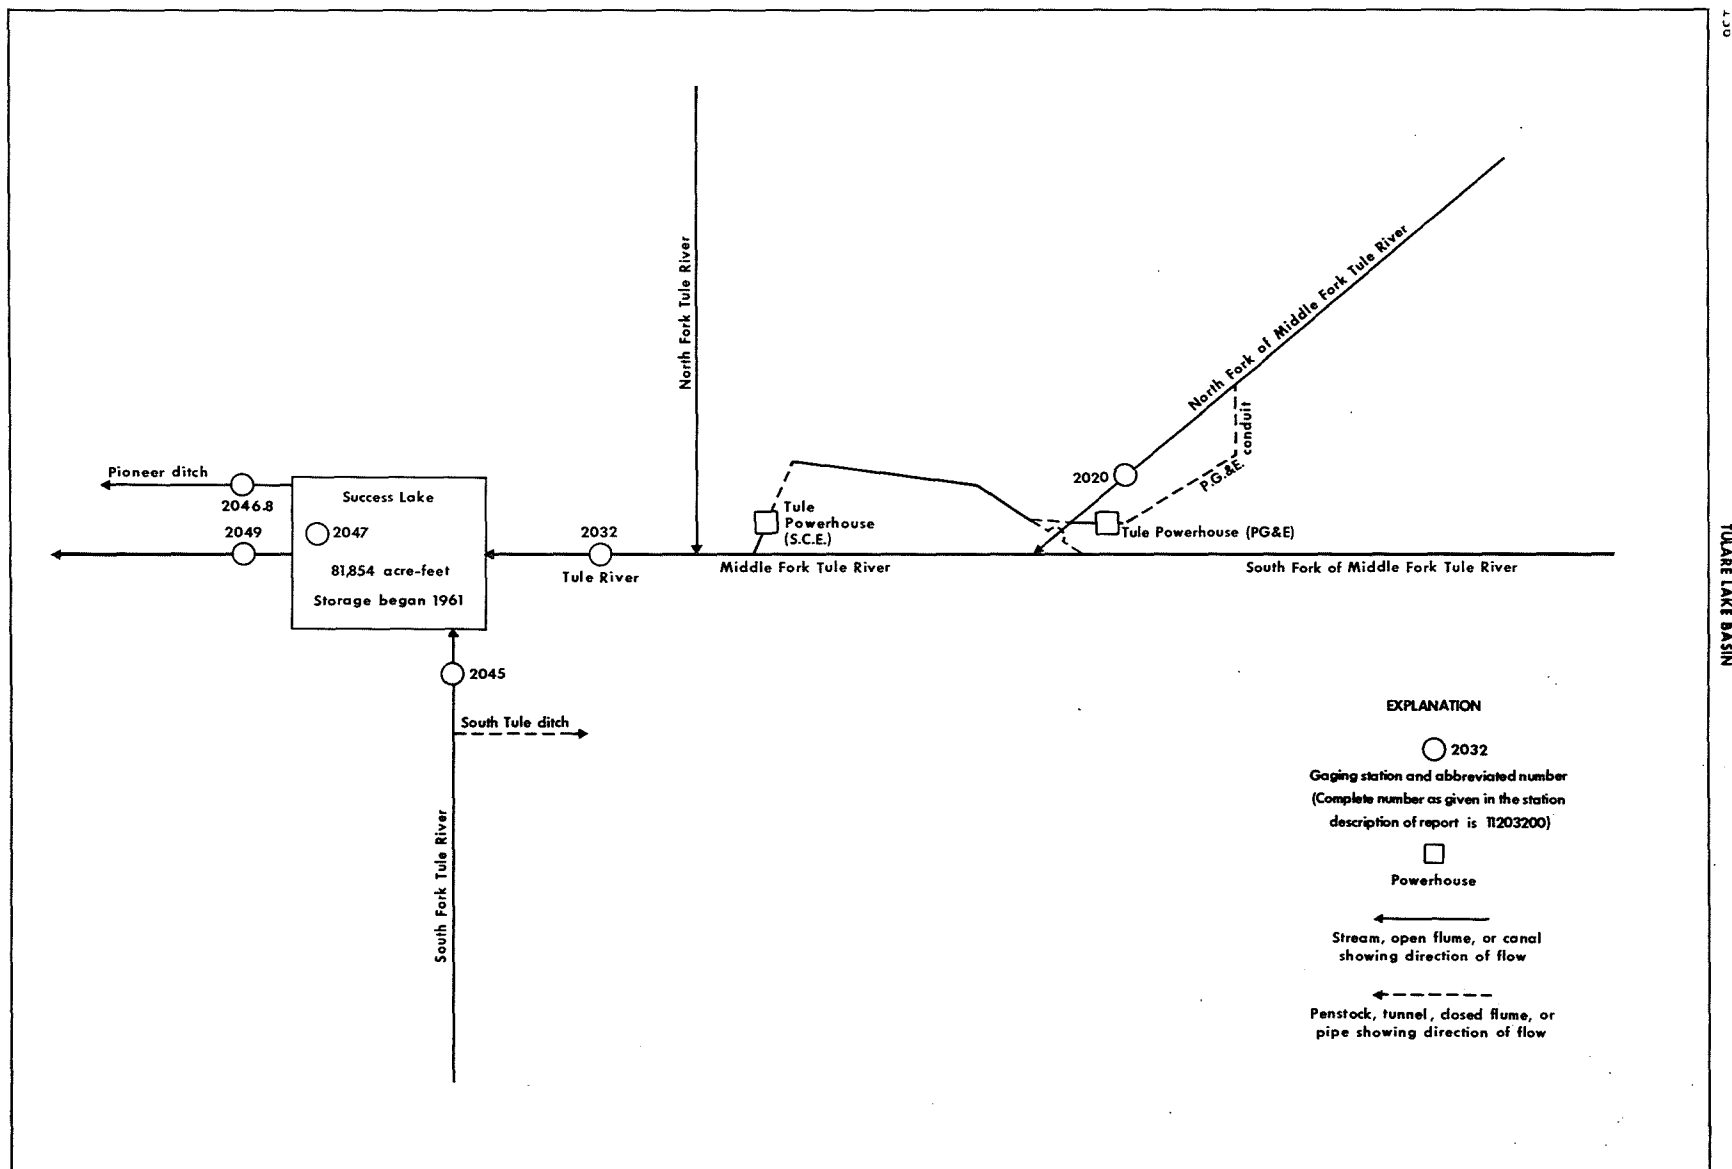 TULARE LAKE BASIN
North Fork Tule River
North Fork of Middle Fork Tule River
P.G.&E. conduit
2020
Pioneer ditch
2046.8
Success Lake
2047
2049
81,854 acre-feet
Storage began 1961
2032
Tule River
Tule
Powerhouse
(S.C.E.)
Tule Powerhouse (PG&E)
Middle Fork Tule River
South Fork of Middle Fork Tule River
2045
South Tule ditch
South Fork Tule River
EXPLANATION
2032
Gaging station and abbreviated number
(Complete number as given in the station
description of report is 11203200)
Powerhouse
Stream, open flume, or canal
showing direction of flow
Penstock, tunnel, closed flume, or
pipe showing direction of flow